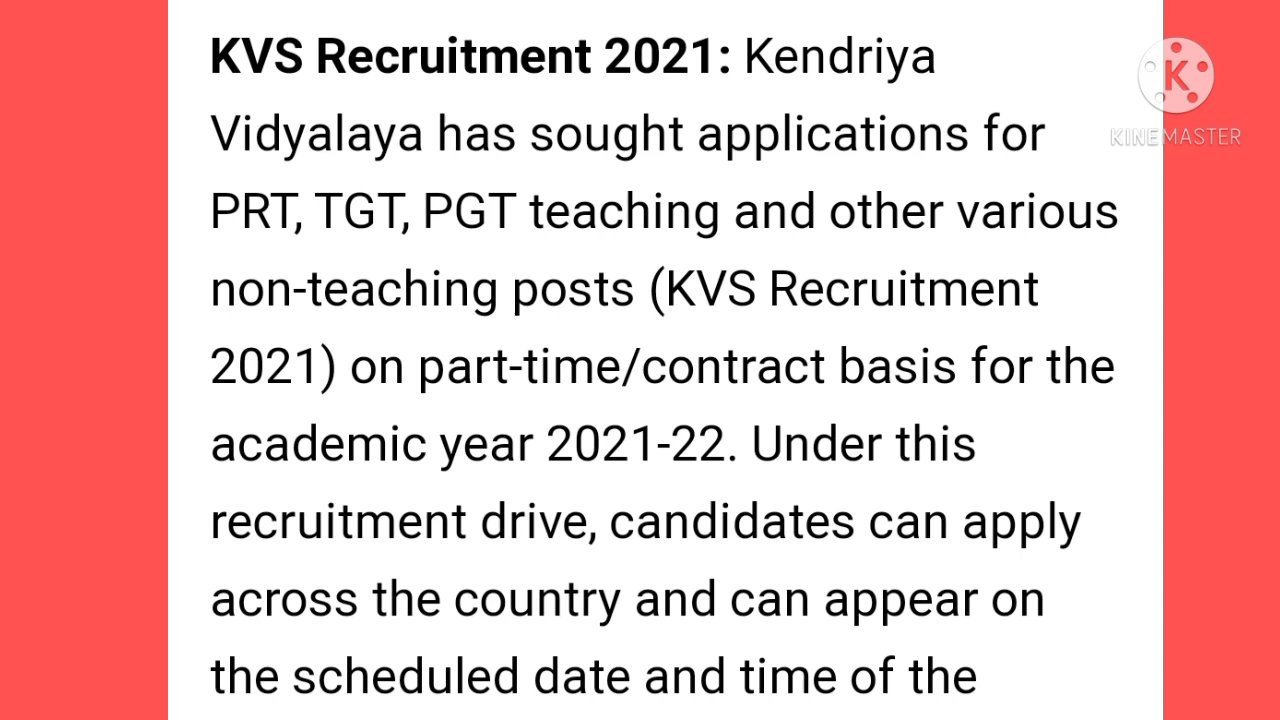 KVS Recruitment 2021: Kendriya
Vidyalaya has sought applications for
PRT, TGT, PGT teaching and other various
non-teaching posts (KVS Recruitment
2021) on part-time/contract basis for the
academic year 2021-22. Under this
recruitment drive, candidates can apply
across the country and can appear on
the scheduled date and time of the
K
KINEMASTER